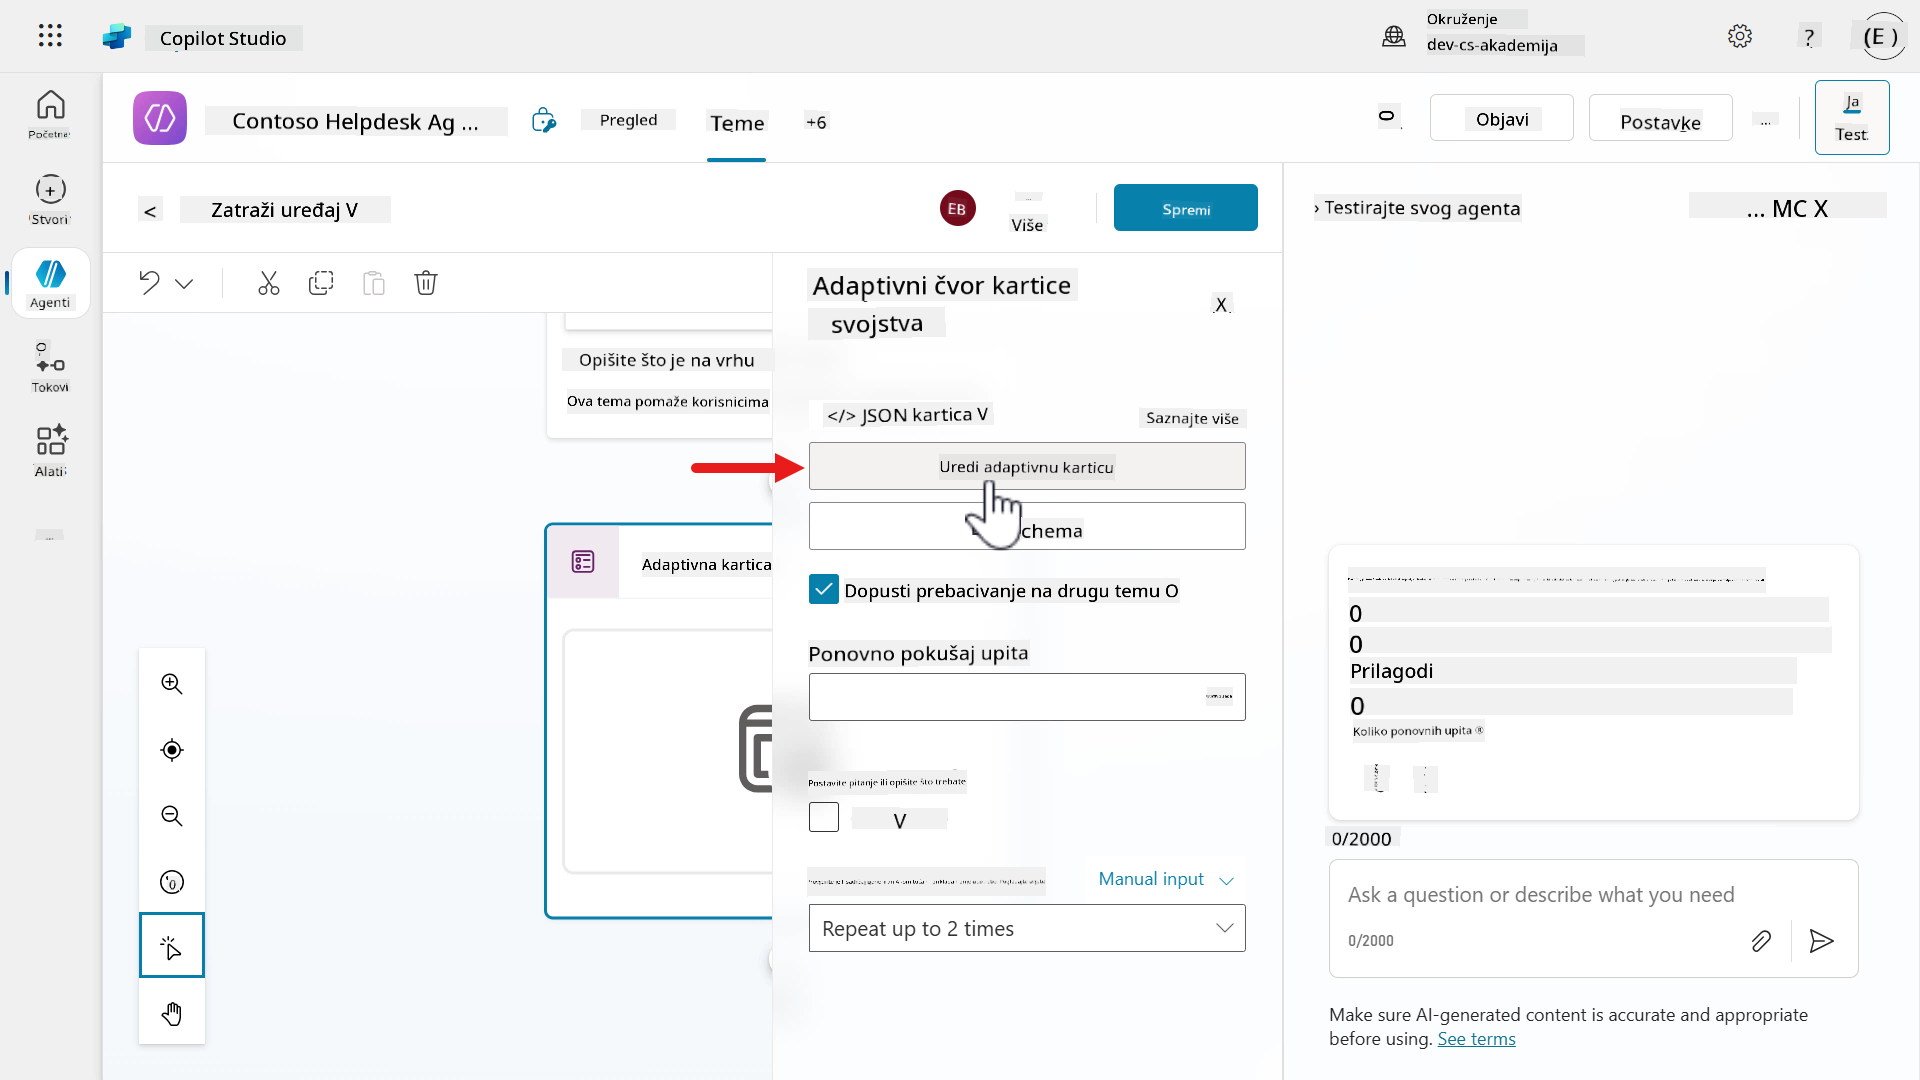 Copilot Studio
Okruženje
dev-cs-akademija
?
(E )
Početna
Stvori
Agenti
Tokovi
Alati
Contoso Helpdesk Ag ...
Pregled
Teme
+6
Objavi
Postavke
...
Ja
Test
<
Zatraži uređaj V
EB
...
Više
Spremi
› Testirajte svog agenta
... MC X
Adaptivni čvor kartice
svojstva
X
Opišite što je na vrhu
Ova tema pomaže korisnicima
</> JSON kartica V
Saznajte više
Uredi adaptivnu karticu
chema
Adaptivna kartica
Dopusti prebacivanje na drugu temu O
Ponovno pokušaj upita
Postavite pitanje ili opišite što trebate
V
Manual input
Repeat up to 2 times
0
0
Prilagodi
0
Koliko ponovnih upita ®
0/2000
Ask a question or describe what you need
0/2000
Make sure AI-generated content is accurate and appropriate
before using. See terms